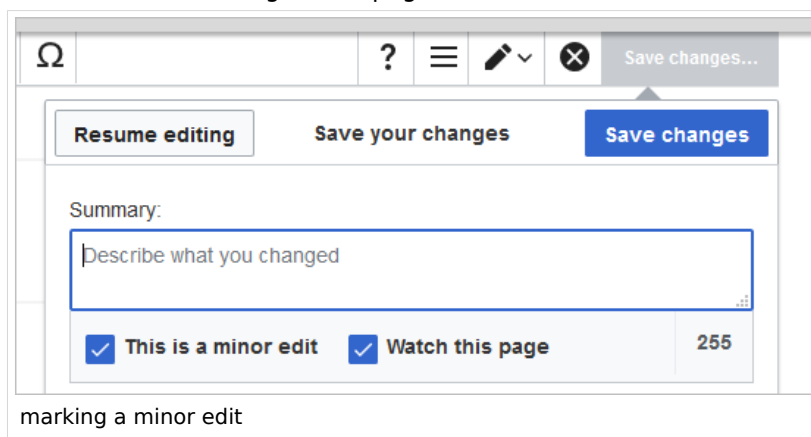 Ω ? Save changes...
Resume editing Save your changes Save changes
Summary:
Describe what you changed
This is a minor edit Watch this page 255
marking a minor edit